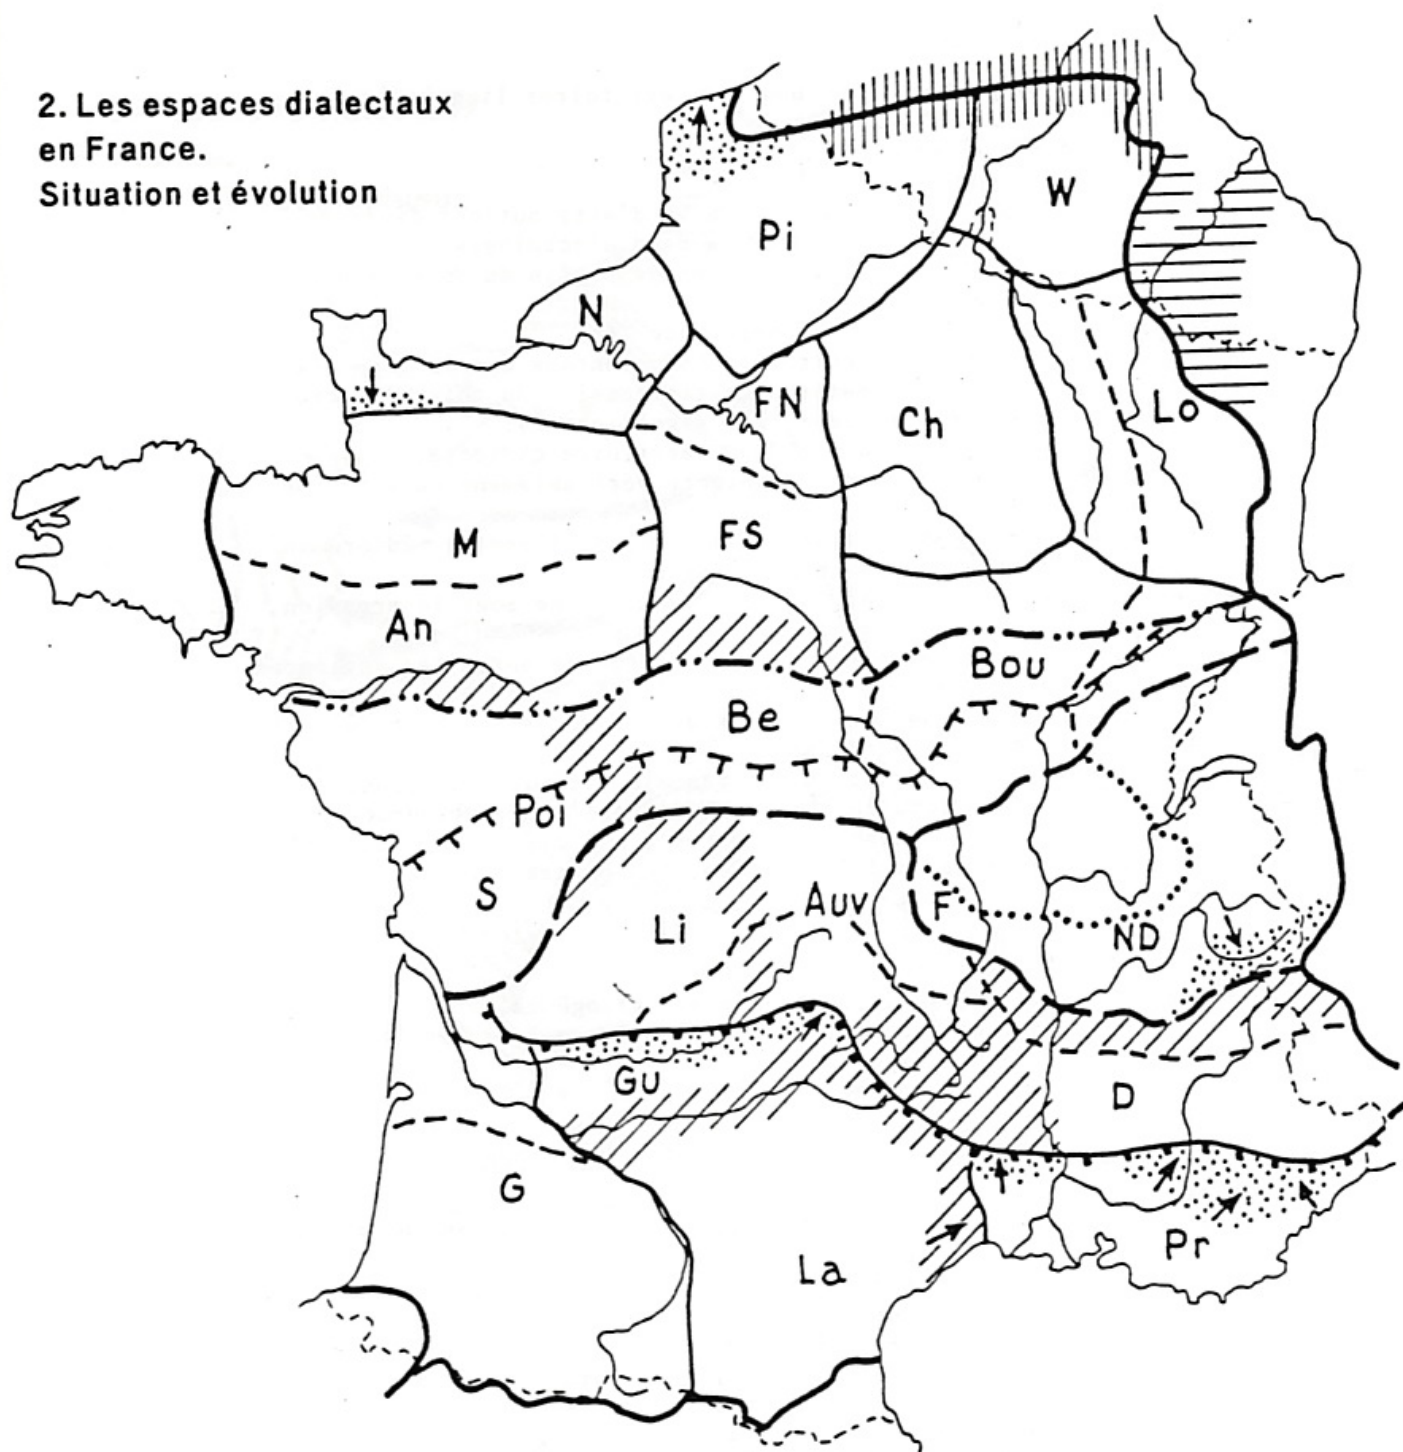 2. Les espaces dialectaux
en France.
Situation et évolution
W
Pi
N
FN
Ch
Lo
M
FS
An
Bou
Be
Poi
S
Li
Auv
F
ND
Gu
D
G
La
Pr